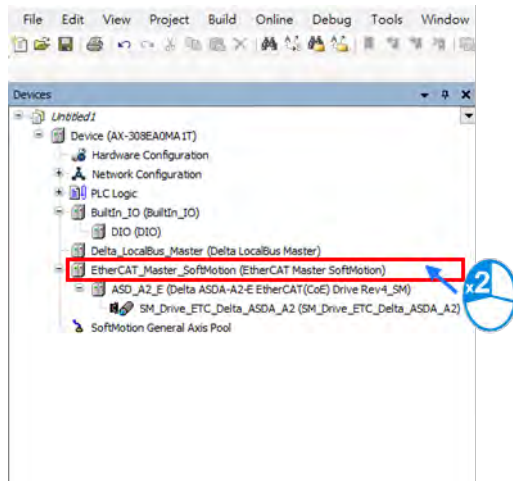 File Edit View Project Build Online Debug Tools Window
Devices
Untitled1
Device (AX-308EA0MA1T)
Hardware Configuration
Network Configuration
PLC Logic
BuiltIn_IO (BuiltIn_IO)
DIO (DIO)
Delta_LocalBus_Master (Delta LocalBus Master)
EtherCAT_Master_SoftMotion (EtherCAT Master SoftMotion)
x2
ASD_A2_E (Delta ASDA-A2-E EtherCAT(CoE) Drive Rev4_SM)
SM_Drive_ETC_Delta_ASDA_A2 (SM_Drive_ETC_Delta_ASDA_A2)
SoftMotion General Axis Pool